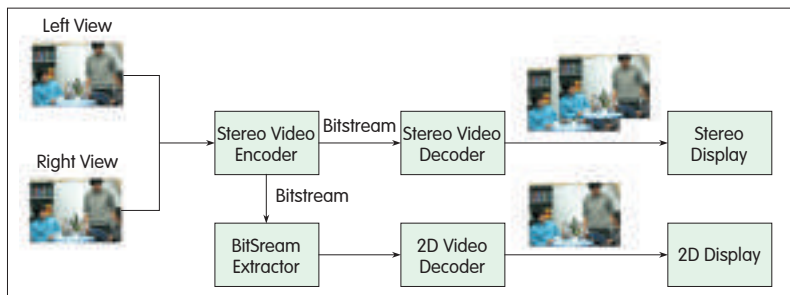 Left View
Right View
Stereo Video
Encoder
Bitstream
Stereo Video
Decoder
Stereo
Display
Bitstream
BitSream
Extractor
2D Video
Decoder
2D Display